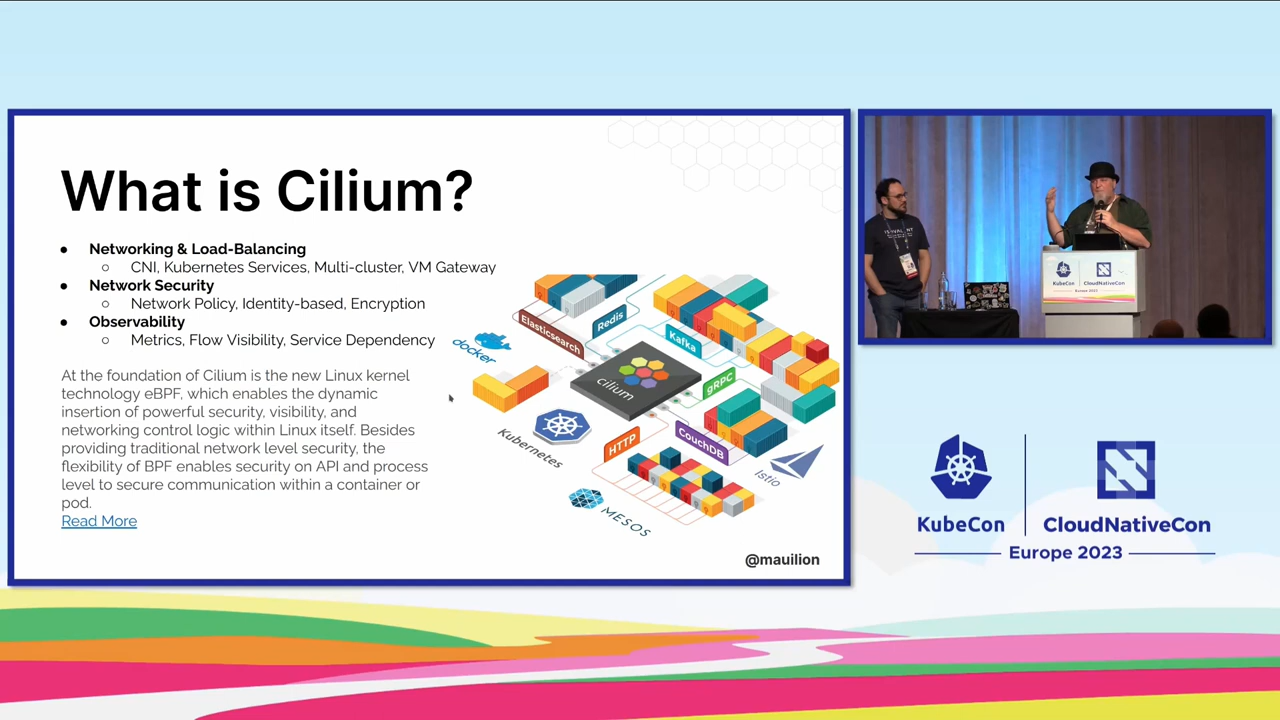 What is Cilium?
● Networking & Load-Balancing
○ CNI, Kubernetes Services, Multi-cluster, VM Gateway
● Network Security
○ Network Policy, Identity-based, Encryption
● Observability
○ Metrics, Flow Visibility, Service Dependency
At the foundation of Cilium is the new Linux kernel
technology eBPF, which enables the dynamic
insertion of powerful security, visibility, and
networking control logic within Linux itself. Besides
providing traditional network level security, the
flexibility of BPF enables security on API and process
level to secure communication within a container or
pod.
Read More
Elasticsearch
Redis
Kafka
docker
cilium
gRPC
Kubernetes
HTTP
CouchDB
Istio
MESOS
@mauilion
KubeCon
CloudNativeCon
Europe 2023
KubeCon
CloudNativeCon
Europe 2023